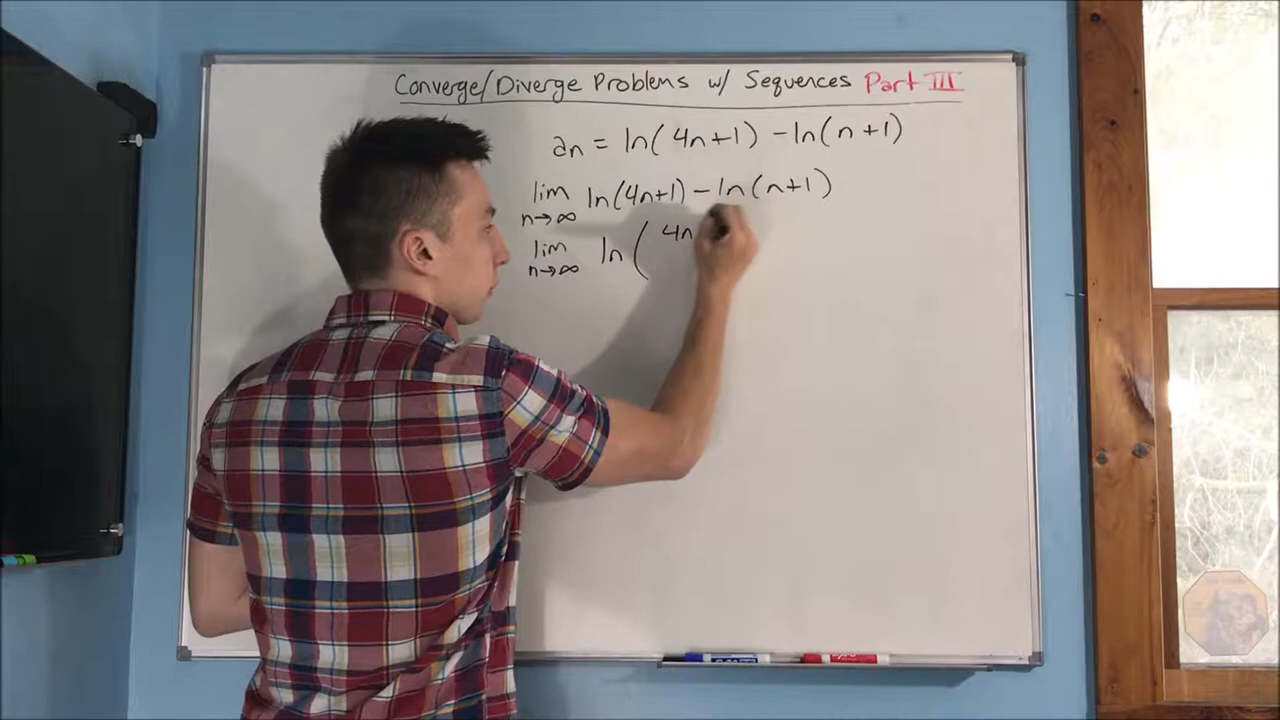 Converge/Diverge Problems w/ Sequences Part III
an = ln(4n+1) - ln(n+1)
lim n→∞ ln(4n+1) - ln(n+1)
lim n→∞ ln( 4n